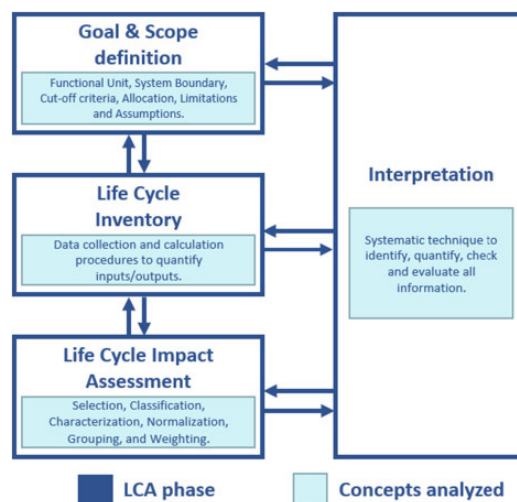 Goal & Scope
definition
Functional Unit, System Boundary,
Cut-off criteria, Allocation, Limitations
and Assumptions.
Life Cycle
Inventory
Data collection and calculation
procedures to quantify
inputs/outputs.
Life Cycle Impact
Assessment
Selection, Classification,
Characterization, Normalization,
Grouping, and Weighting.
Interpretation
Systematic technique to
identify, quantify, check
and evaluate all
information.
LCA phase
Concepts analyzed